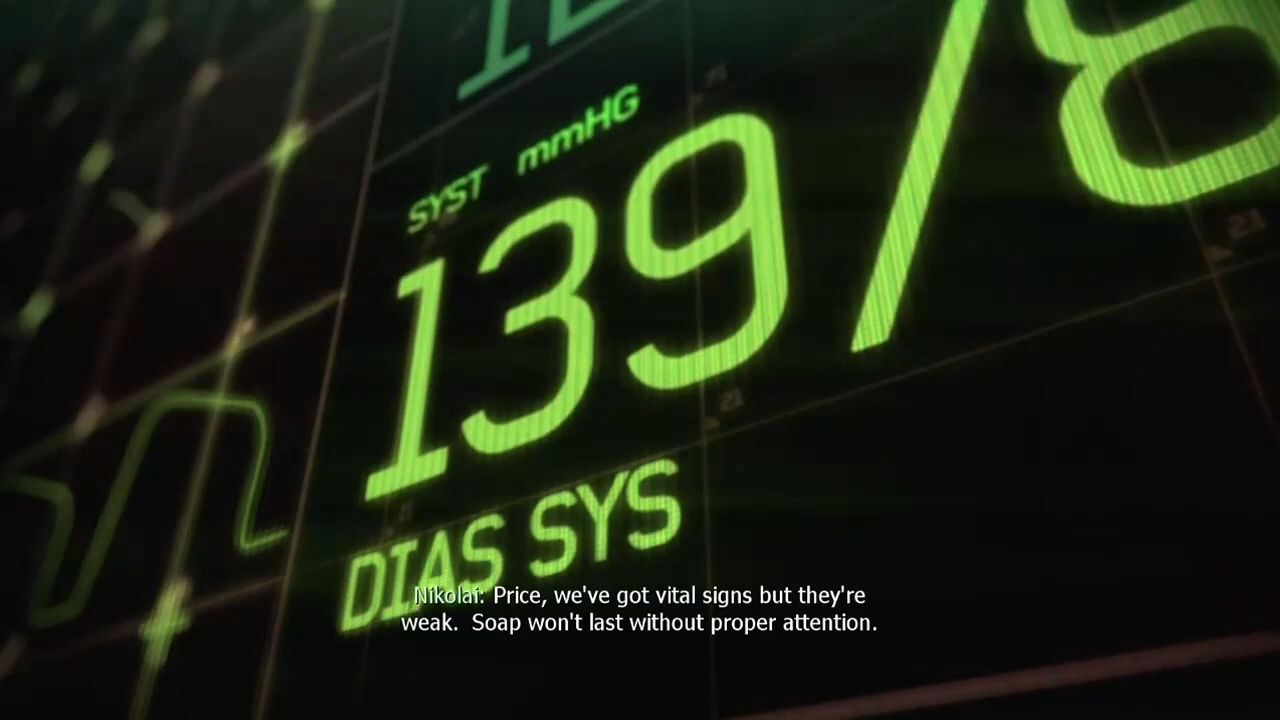 SYST mmHG
139/8
DIAS SYS
Nikolai: Price, we've got vital signs but they're
weak. Soap won't last without proper attention.